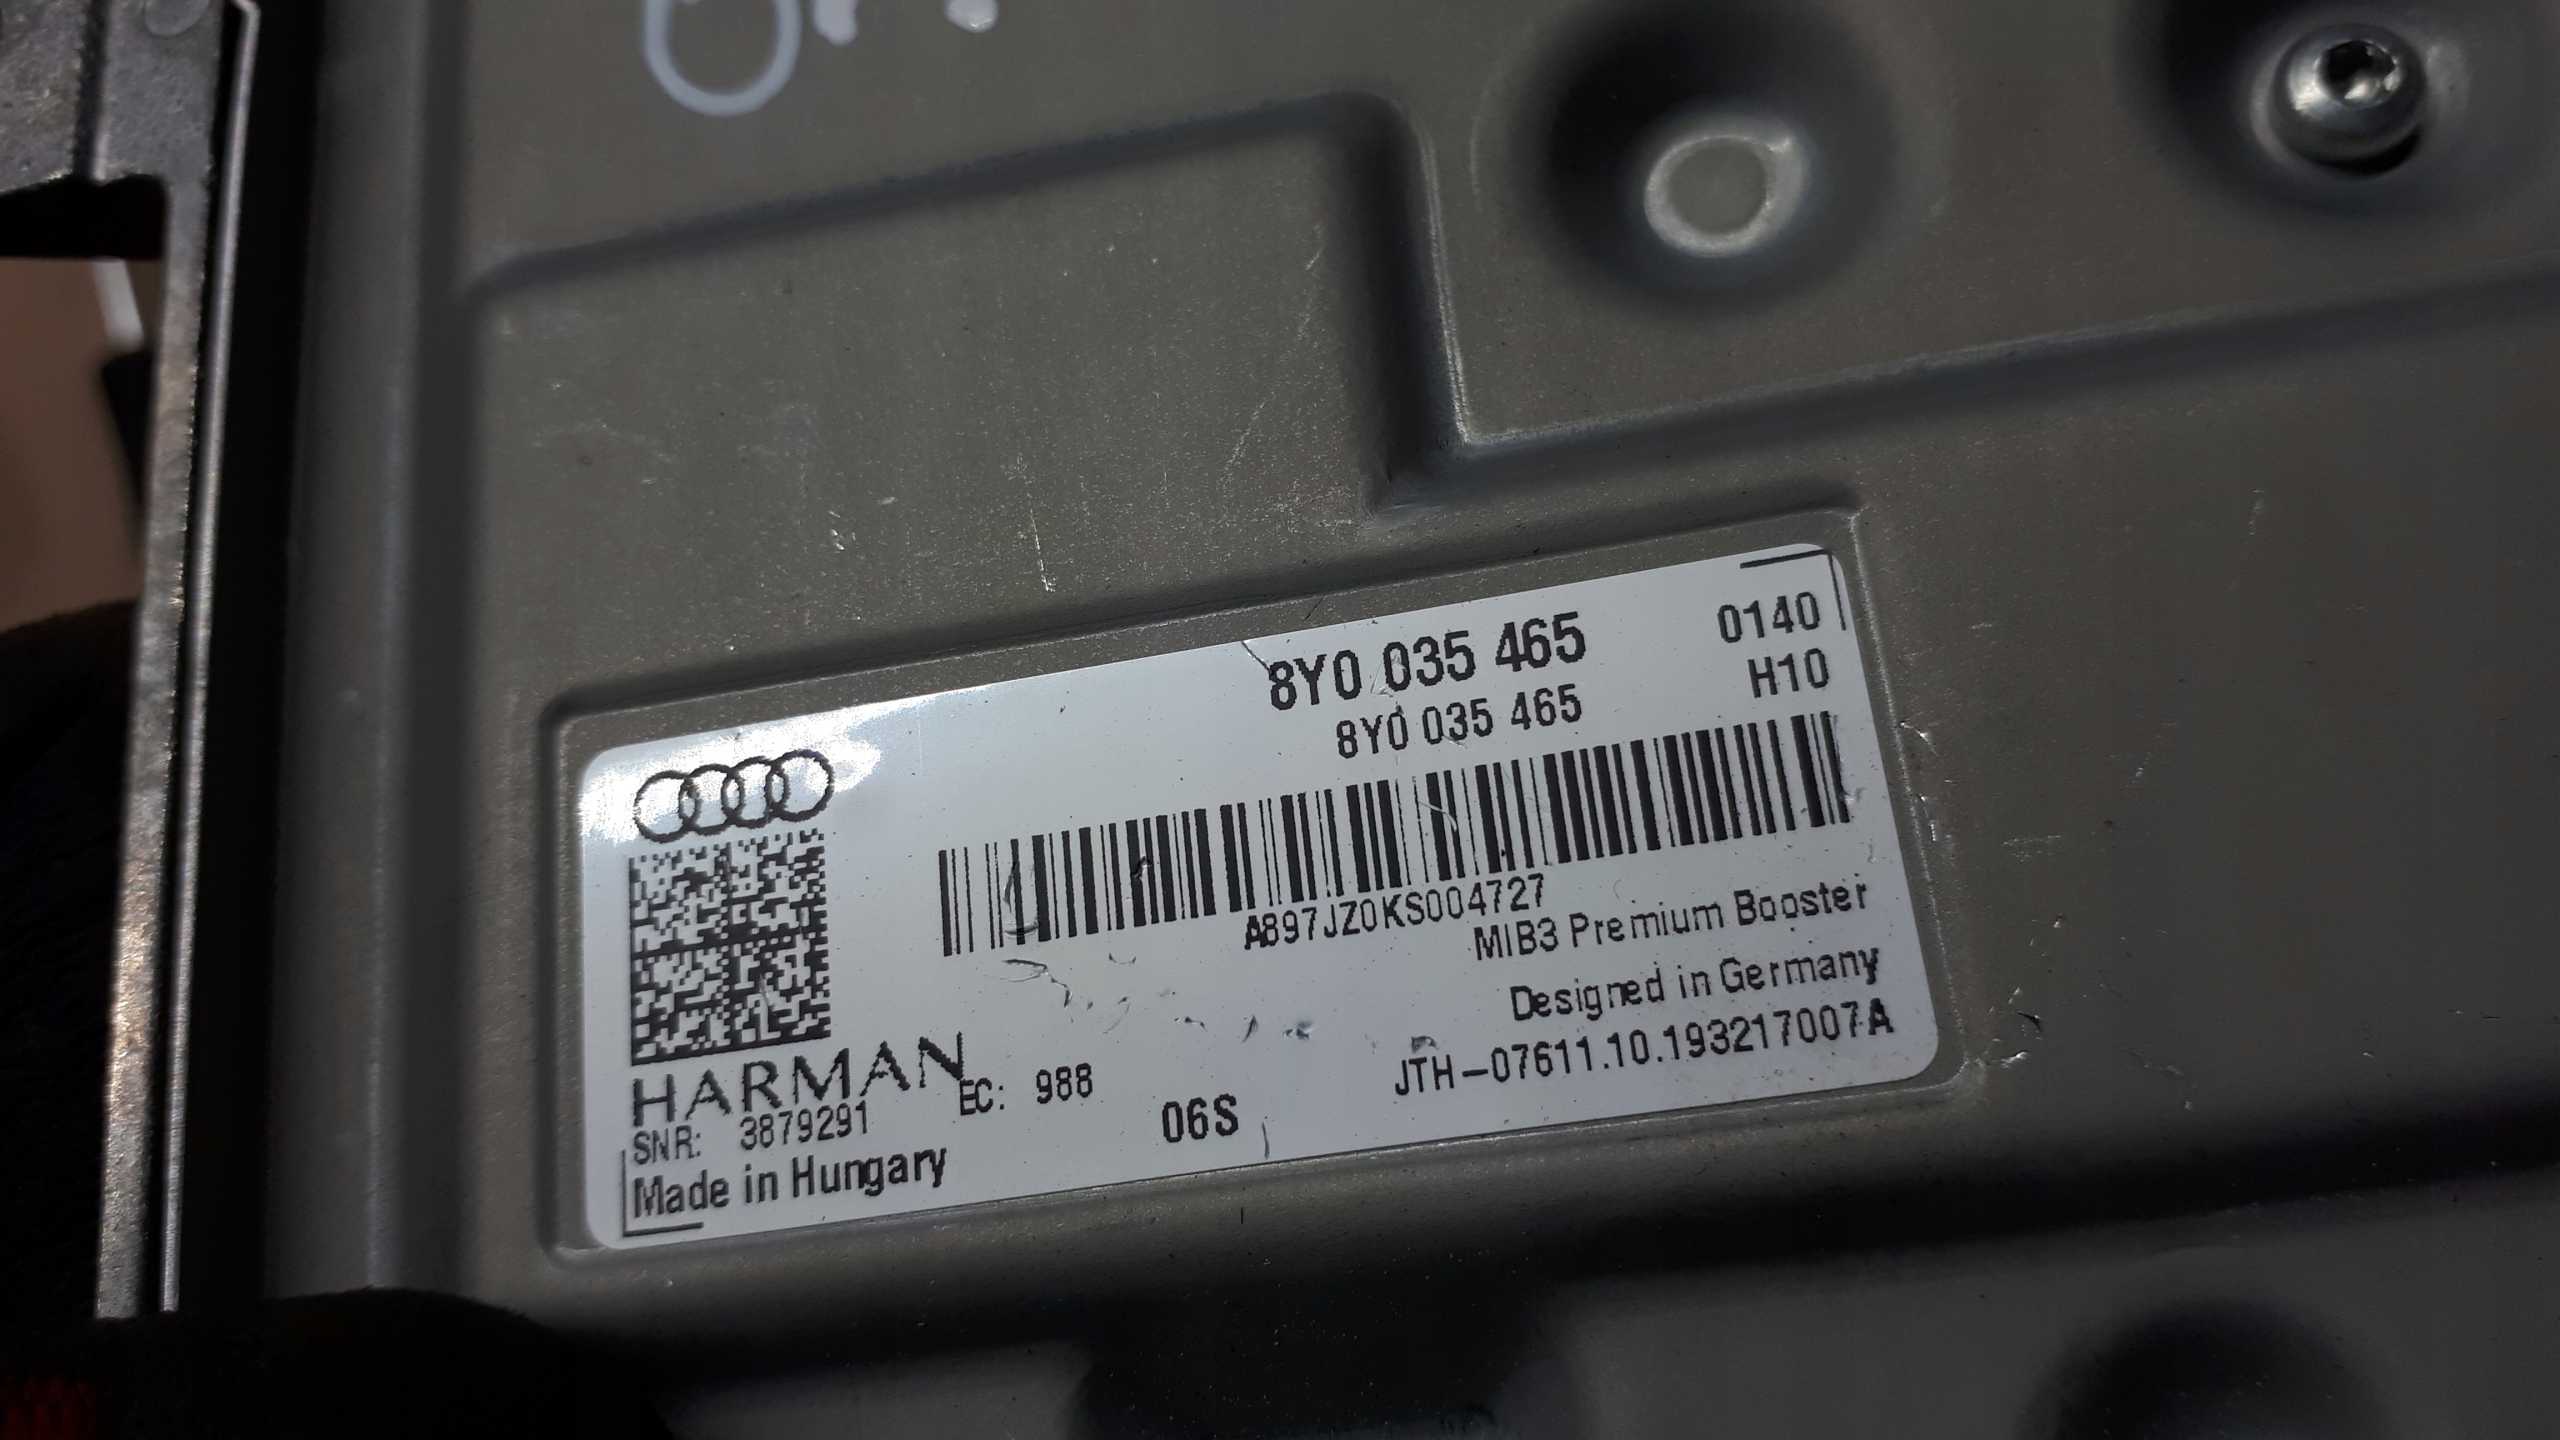 8Y0 035 465
0140
8Y0 035 465
H10
A897JZ0KS004727
MIB3 Premium Booster
Designed in Germany
JTH-07611.10.193217007A
HARMAN
SNR: 3879291
EC: 988
06S
Made in Hungary